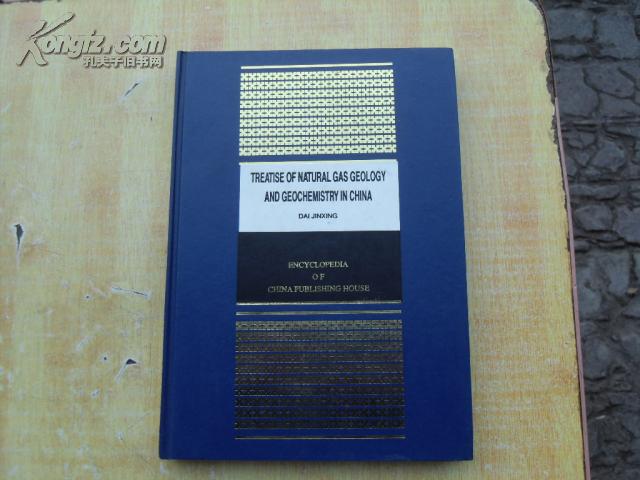 Kongfz.com
孔夫子旧书网
TREATISE OF NATURAL GAS GEOLOGY
AND GEOCHEMISTRY IN CHINA
DAI JINXING
ENCYCLOPEDIA
OF
CHINA PUBLISHING HOUSE